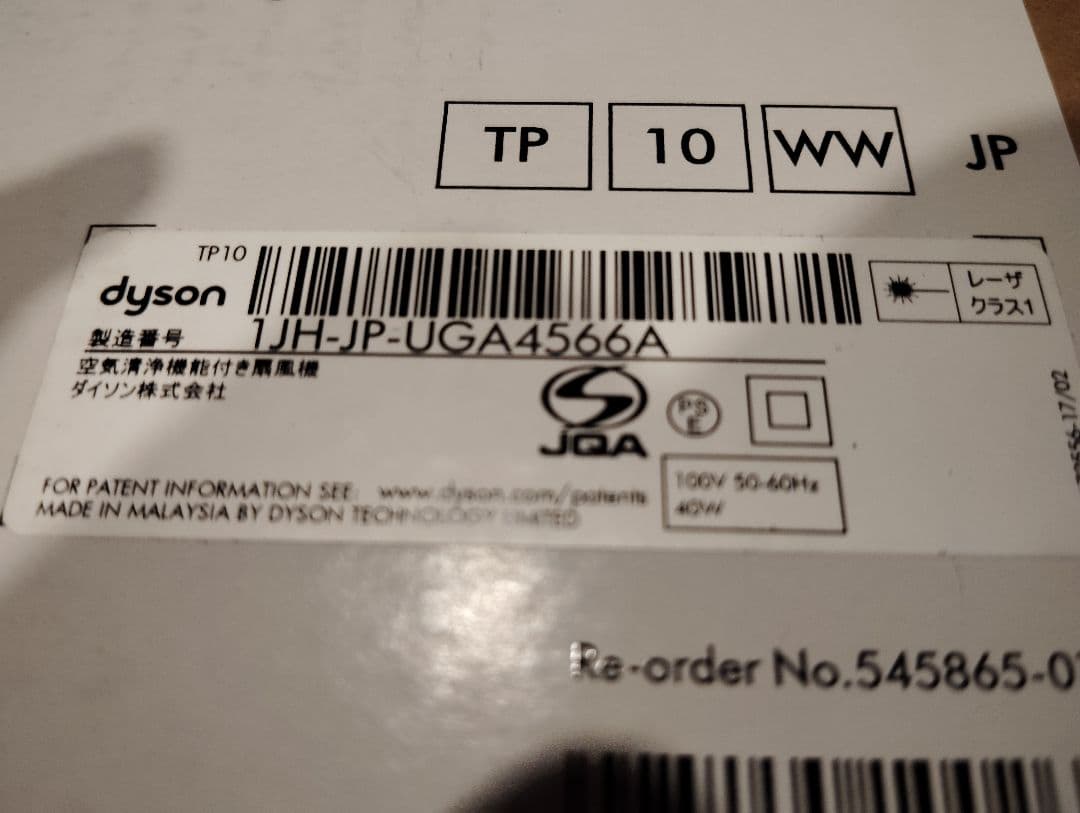 TP 10 WW JP
TP10
dyson
レーザ
クラス1
製造番号 1JH-JP-UGA4566A
空気清浄機能付き扇風機
ダイソン株式会社
JQA
PSE
FOR PATENT INFORMATION SEE: www.dyson.com/patents
MADE IN MALAYSIA BY DYSON TECHNOLOGY LIMITED
100V 50-60Hz
40W
Re-order No.545865-0